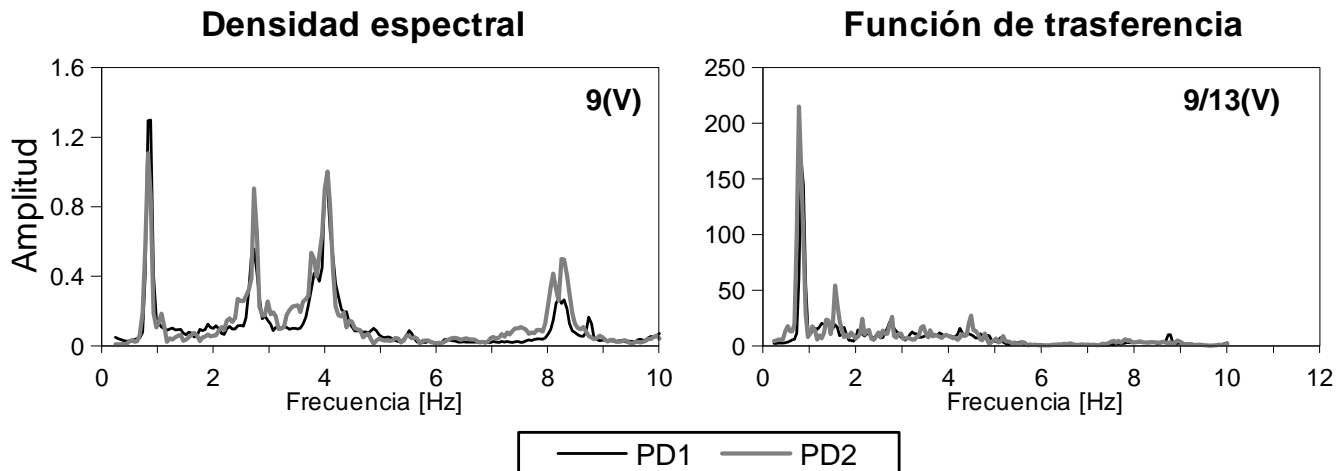 Densidad espectral
1.6
1.2
0.8
0.4
0
Amplitud
9(V)
0 2 4 6 8 10
Frecuencia [Hz]
Función de trasferencia
250
200
150
100
50
0
9/13(V)
0 2 4 6 8 10 12
Frecuencia [Hz]
PD1 PD2